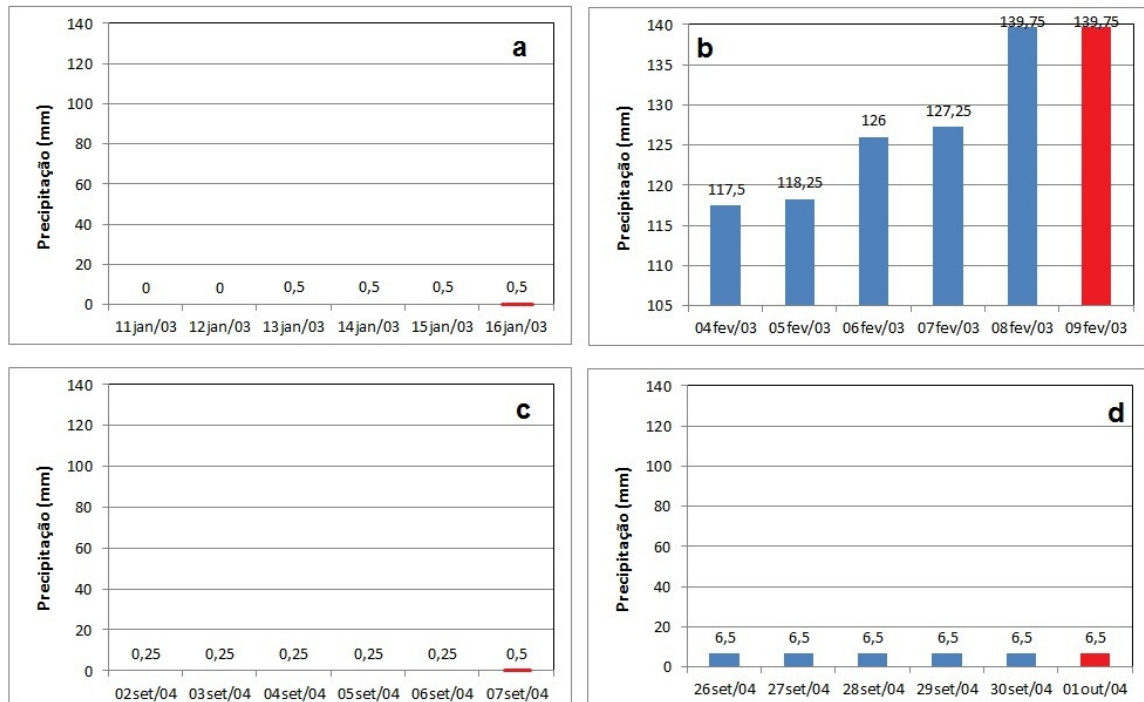 a
Precipitação (mm)
140
120
100
80
60
40
20
0
0 0 0,5 0,5 0,5 0,5
11jan/03 12jan/03 13jan/03 14jan/03 15jan/03 16jan/03
b
Precipitação (mm)
140
135
130
125
120
115
110
105
117,5 118,25 126 127,25 139,75 139,75
04fev/03 05fev/03 06fev/03 07fev/03 08fev/03 09fev/03
c
Precipitação (mm)
140
120
100
80
60
40
20
0
0,25 0,25 0,25 0,25 0,25 0,5
02set/04 03set/04 04set/04 05set/04 06set/04 07set/04
d
Precipitação (mm)
140
120
100
80
60
40
20
0
6,5 6,5 6,5 6,5 6,5 6,5
26set/04 27set/04 28set/04 29set/04 30set/04 01out/04